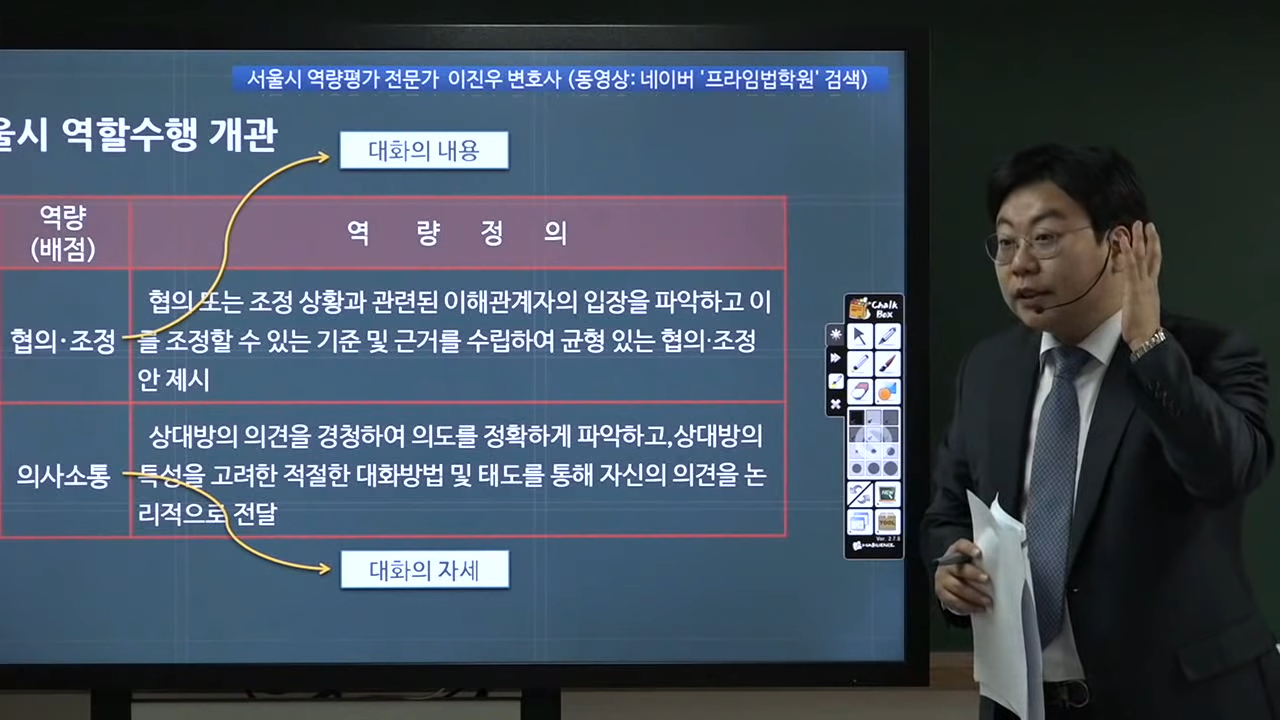 서울시 역량평가 전문가 이진우 변호사 (동영상: 네이버 '프라임법학원' 검색)
울시 역할수행 개관
대화의 내용
역량
(배점)
역 량 정 의
협의·조정
협의 또는 조정 상황과 관련된 이해관계자의 입장을 파악하고 이
를 조정할 수 있는 기준 및 근거를 수립하여 균형 있는 협의·조정
안 제시
의사소통
상대방의 의견을 경청하여 의도를 정확하게 파악하고,상대방의
특성을 고려한 적절한 대화방법 및 태도를 통해 자신의 의견을 논
리적으로 전달
대화의 자세
Chalk
Box
TOOL
Ver. 2.7.5